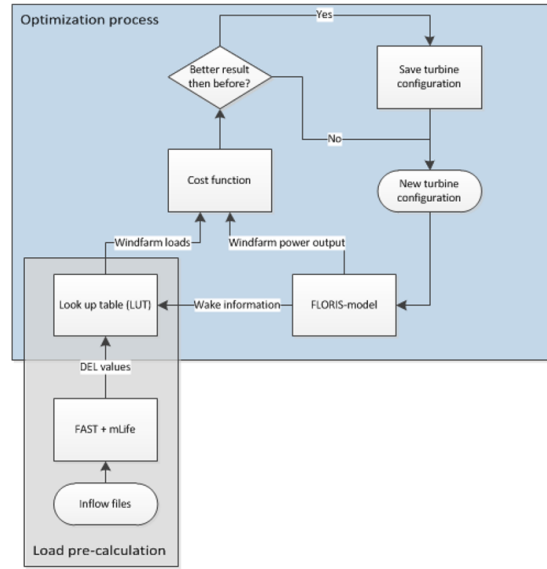 Optimization process
Yes
Better result
then before?
Save turbine
configuration
No
Cost function
New turbine
configuration
Windfarm loads
Windfarm power output
Look up table (LUT)
Wake information
FLORIS-model
DEL values
FAST + mLife
Inflow files
Load pre-calculation